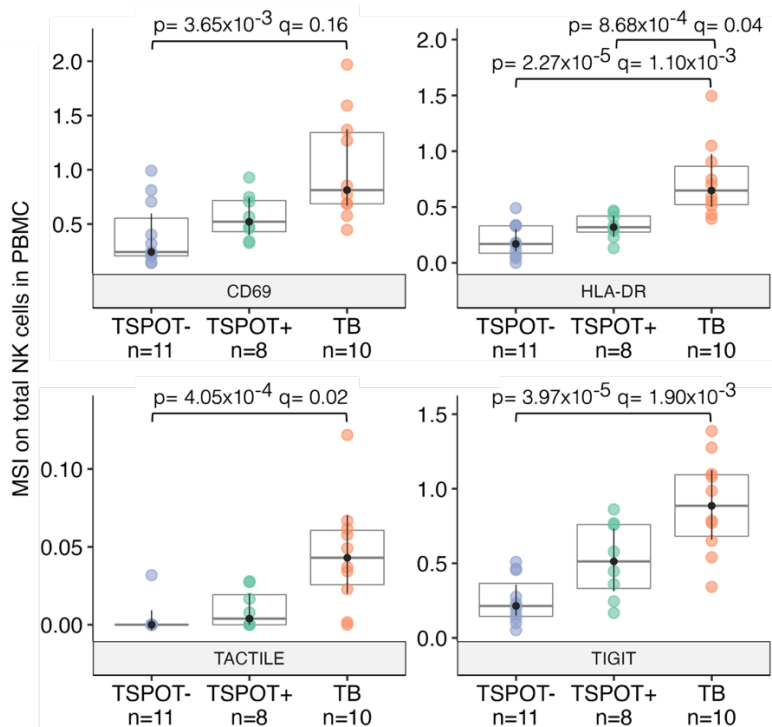 MSI on total NK cells in PBMC
p= 3.65x10⁻³ q= 0.16
2.0
1.5
1.0
0.5
CD69
TSPOT- TSPOT+ TB
n=11 n=8 n=10
p= 8.68x10⁻⁴ q= 0.04
p= 2.27x10⁻⁵ q= 1.10x10⁻³
2.0
1.5
1.0
0.5
0.0
HLA-DR
TSPOT- TSPOT+ TB
n=11 n=8 n=10
p= 4.05x10⁻⁴ q= 0.02
0.10
0.05
0.00
TACTILE
TSPOT- TSPOT+ TB
n=11 n=8 n=10
p= 3.97x10⁻⁵ q= 1.90x10⁻³
1.5
1.0
0.5
0.0
TIGIT
TSPOT- TSPOT+ TB
n=11 n=8 n=10